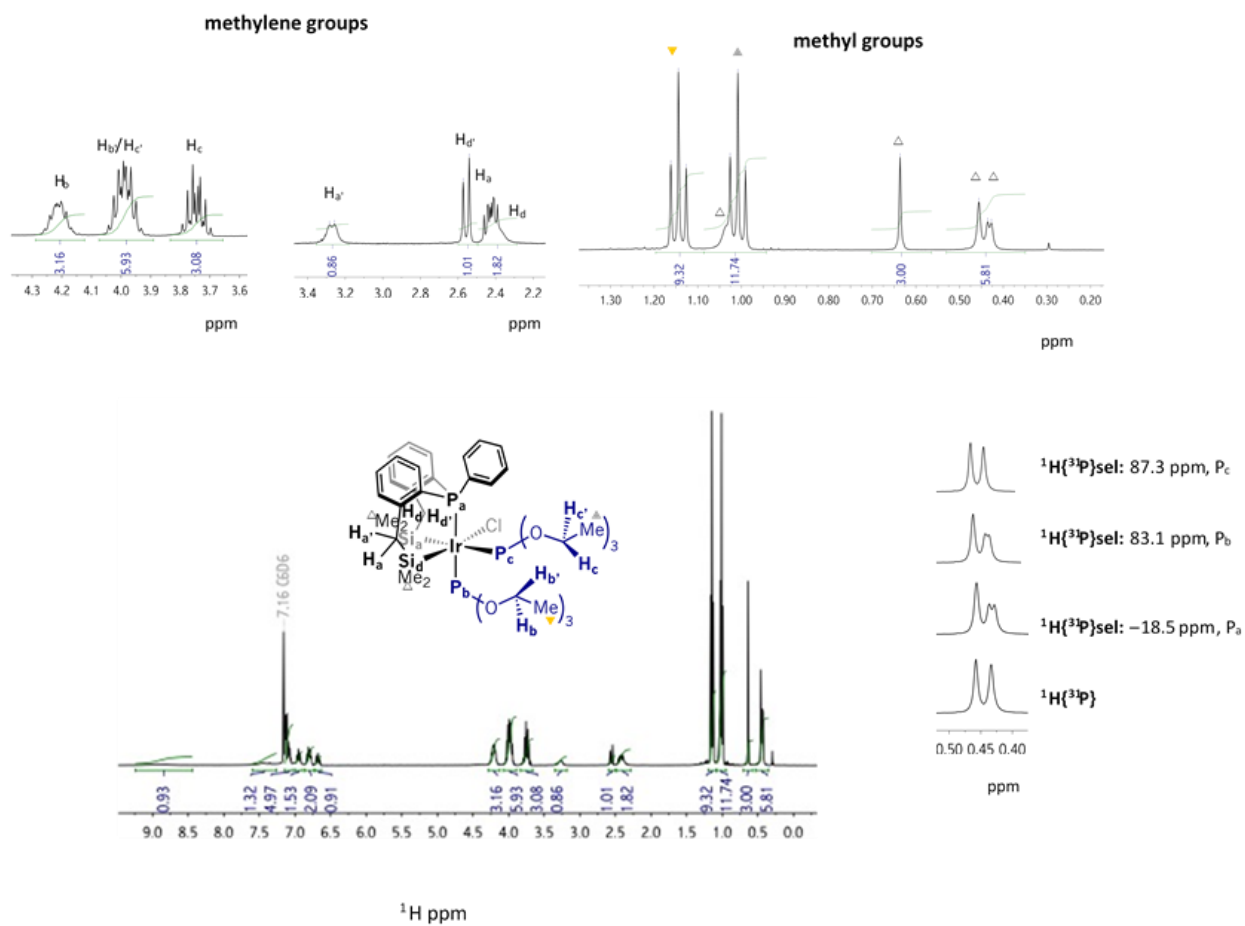 methylene groups
methyl groups
Hb
Hb'/Hc'
Hc
Ha'
Hd'
Ha
Hd
3.16
5.93
3.08
0.86
1.01
1.82
9.32
11.74
3.00
5.81
4.3 4.2 4.1 4.0 3.9 3.8 3.7 3.6
3.4 3.2 3.0 2.8 2.6 2.4 2.2
1.30 1.20 1.10 1.00 0.90 0.80 0.70 0.60 0.50 0.40 0.30 0.20
ppm
ppm
ppm
7.16 C6D6
Pa
Hd Hd'
Me2
Cl
Ha'
Sia
Ir
Ha
Sid
Me2
Pc
O
Hc'
Me
3
Hc
Pb
O
Hb'
Me
3
Hb
¹H{³¹P}sel: 87.3 ppm, Pc
¹H{³¹P}sel: 83.1 ppm, Pb
¹H{³¹P}sel: −18.5 ppm, Pa
¹H{³¹P}
0.50 0.45 0.40
ppm
0.93
1.32
4.97
1.53
2.09
0.91
3.16
5.93
3.08
0.86
1.01
1.82
9.32
11.74
3.00
5.81
9.0 8.5 8.0 7.5 7.0 6.5 6.0 5.5 5.0 4.5 4.0 3.5 3.0 2.5 2.0 1.5 1.0 0.5 0.0
¹H ppm